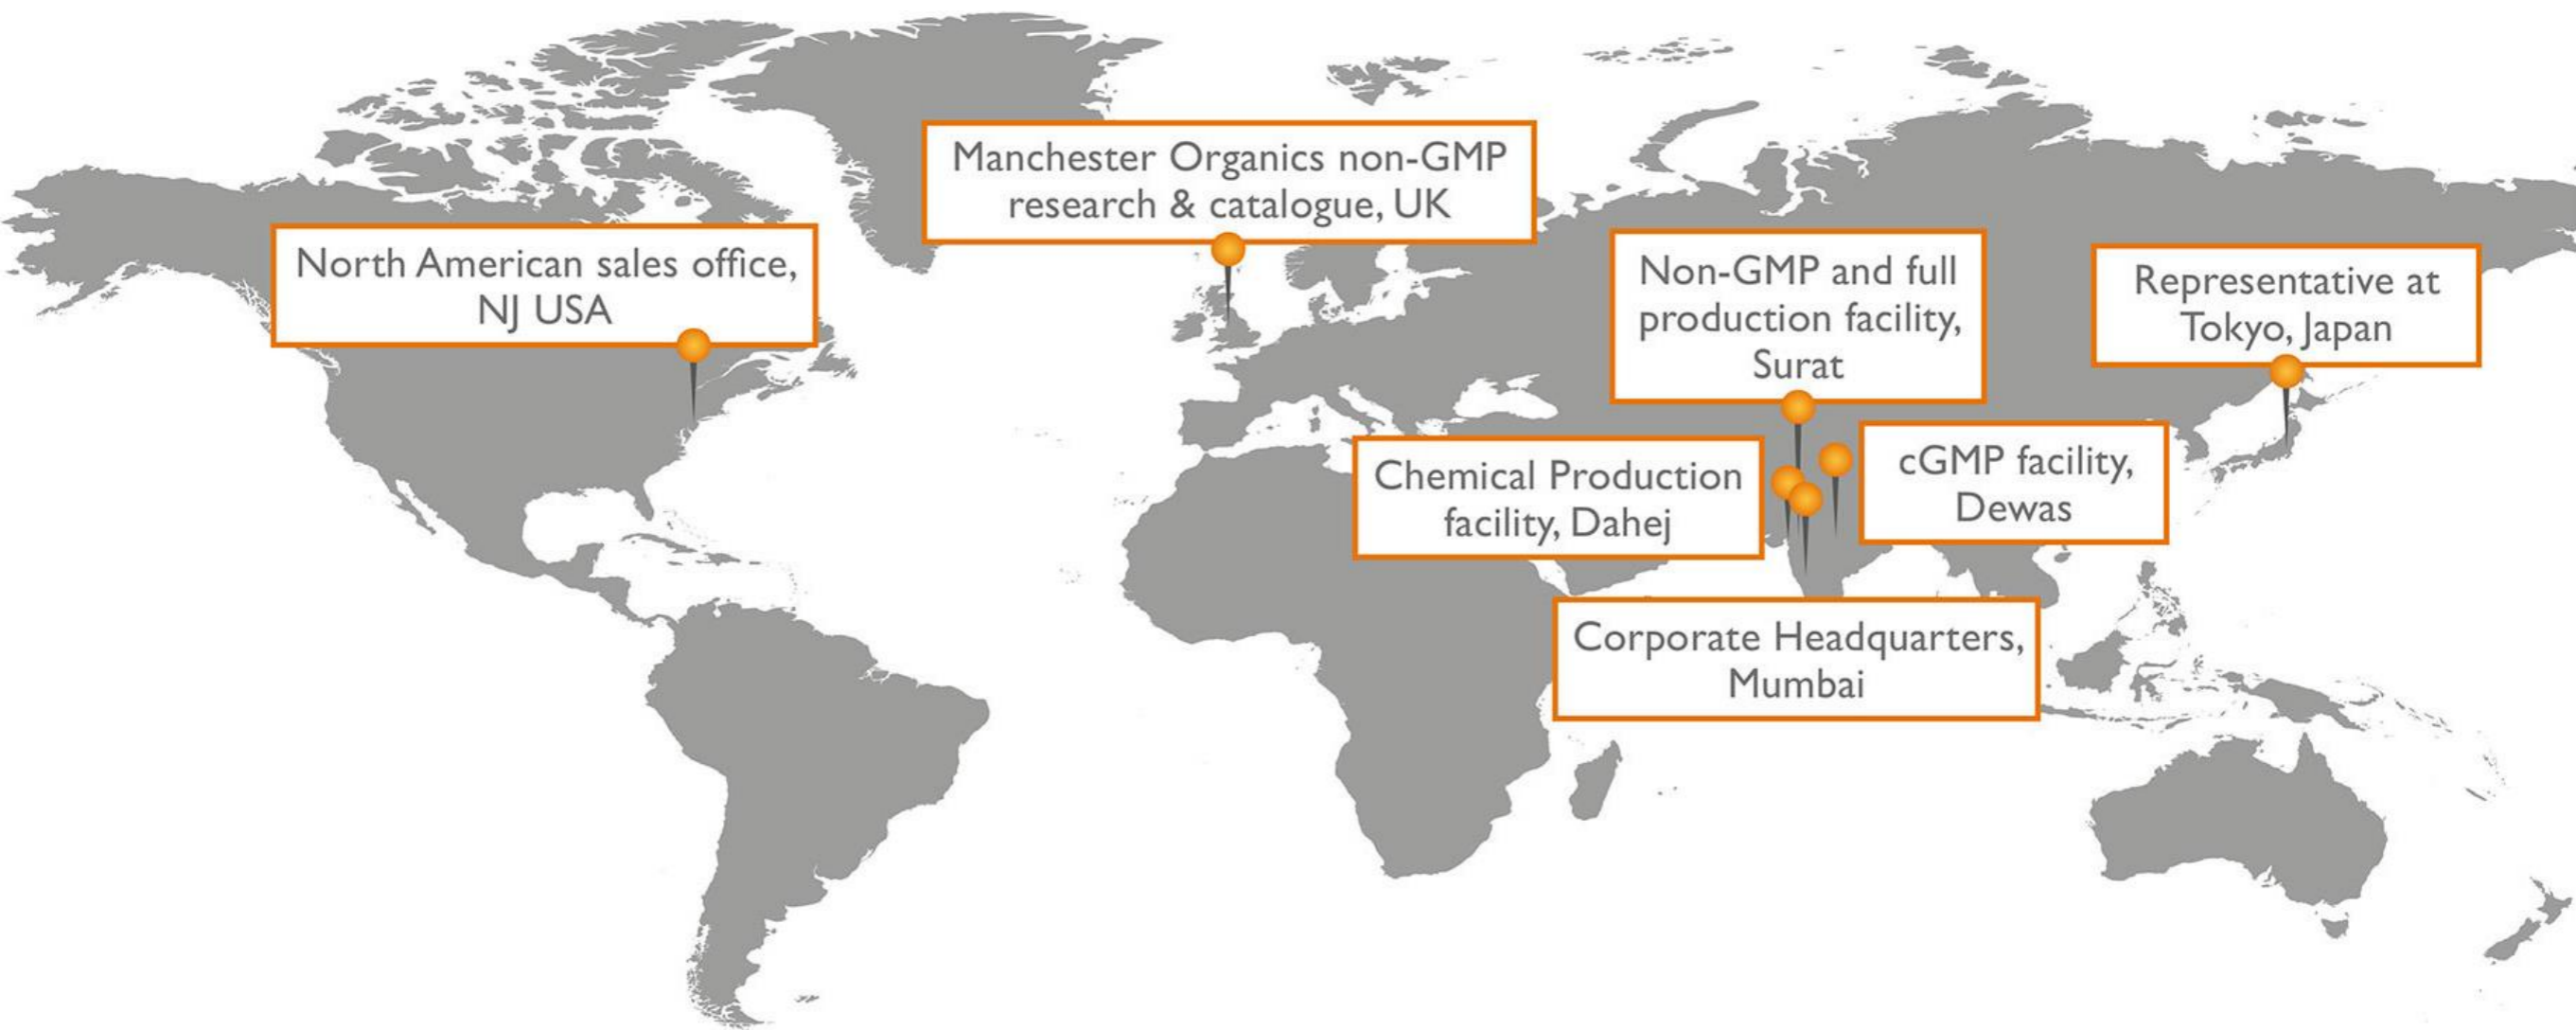 Manchester Organics non-GMP
research & catalogue, UK
North American sales office,
NJ USA
Non-GMP and full
production facility,
Surat
Representative at
Tokyo, Japan
Chemical Production
facility, Dahej
cGMP facility,
Dewas
Corporate Headquarters,
Mumbai